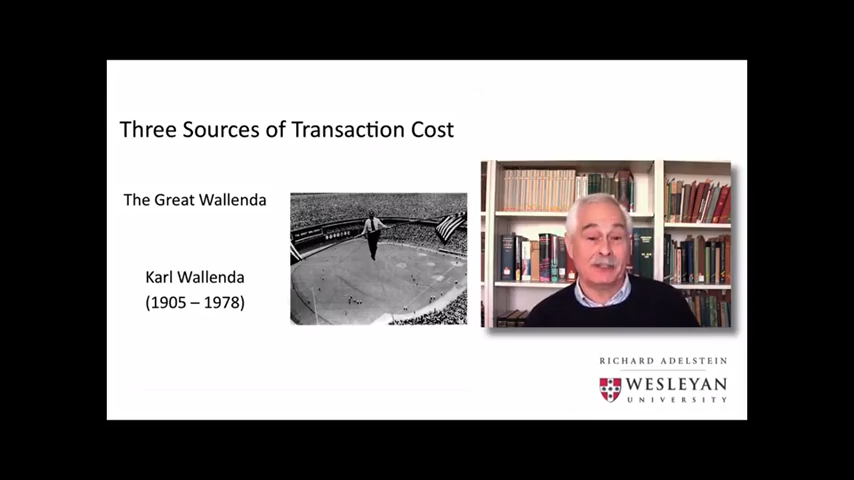 Three Sources of Transaction Cost
The Great Wallenda
Karl Wallenda
(1905 – 1978)
RICHARD ADELSTEIN
WESLEYAN
UNIVERSITY